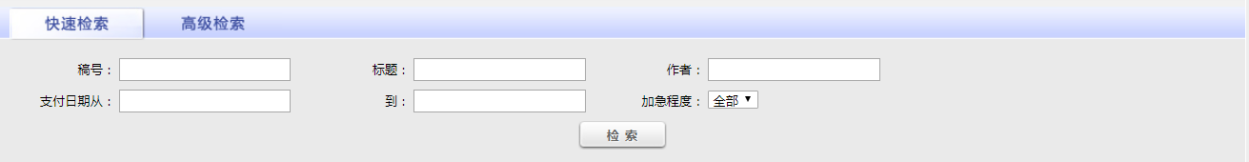 快速检索 高级检索
稿号： 标题： 作者：
支付日期从： 到： 加急程度： 全部
检 索